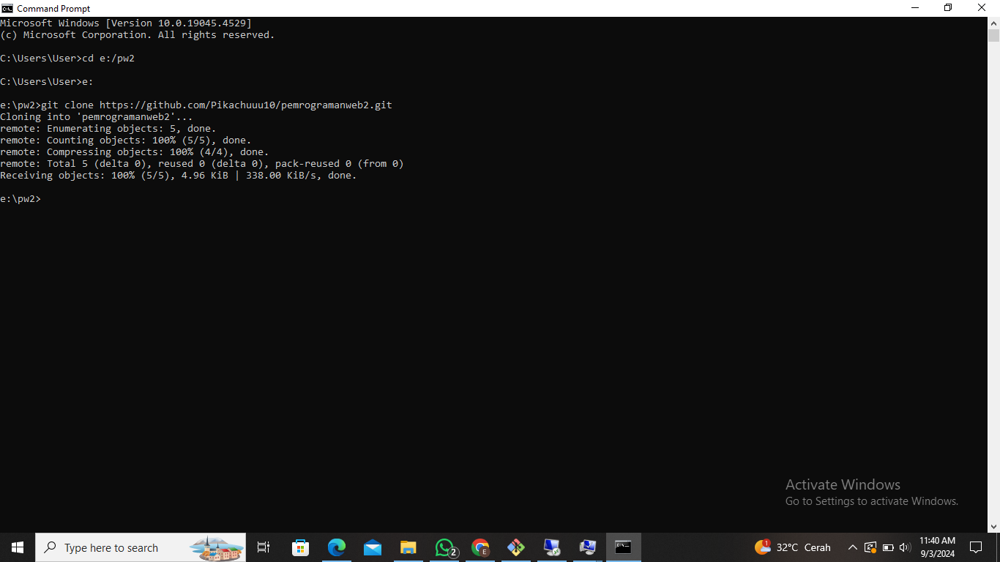 Command Prompt
Microsoft Windows [Version 10.0.19045.4529]
(c) Microsoft Corporation. All rights reserved.
C:\Users\User>cd e:/pw2
C:\Users\User>e:
e:\pw2>git clone https://github.com/Pikachuuu10/pemrogramanweb2.git
Cloning into 'pemrogramanweb2'...
remote: Enumerating objects: 5, done.
remote: Counting objects: 100% (5/5), done.
remote: Compressing objects: 100% (4/4), done.
remote: Total 5 (delta 0), reused 0 (delta 0), pack-reused 0 (from 0)
Receiving objects: 100% (5/5), 4.96 KiB | 338.00 KiB/s, done.
e:\pw2>
Activate Windows
Go to Settings to activate Windows.
Type here to search
2
E
1
32°C Cerah
11:40 AM
9/3/2024